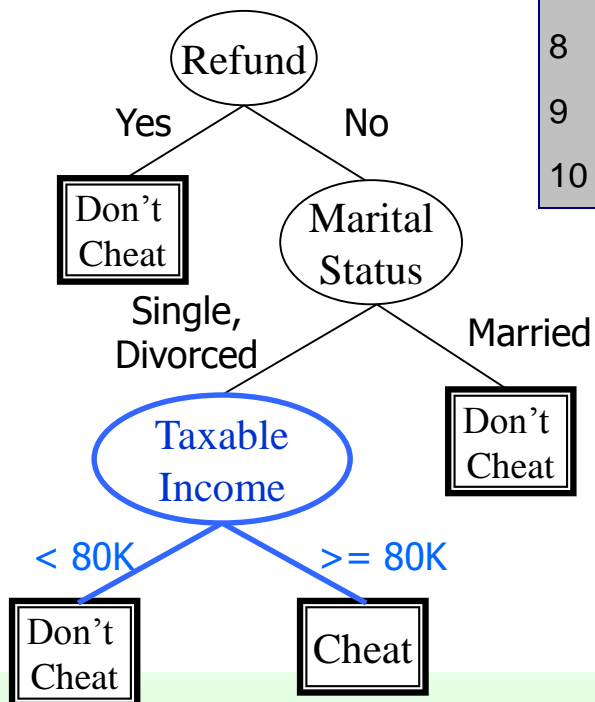 Refund
8
9
10
Yes
No
Don’t
Cheat
Marital
Status
Single,
Divorced
Married
Taxable
Income
Don’t
Cheat
< 80K
>= 80K
Don’t
Cheat
Cheat